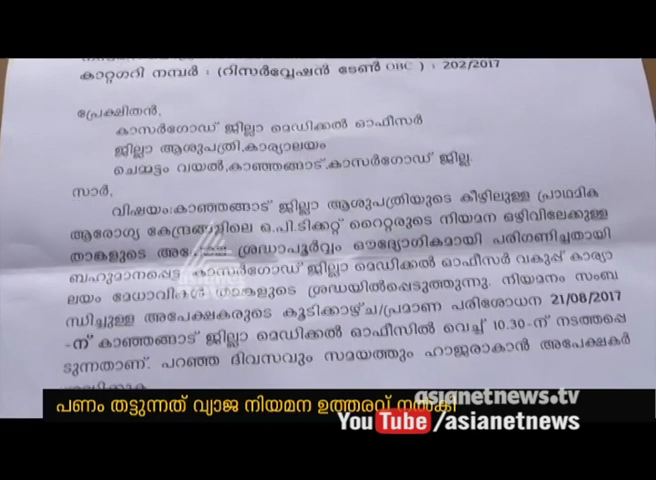 കാറ്റഗറി നമ്പർ : (റിസർവ്വേഷൻ ടേൺ OBC ) : 202/2017
പ്രേക്ഷിതൻ,
കാസർഗോഡ് ജില്ലാ മെഡിക്കൽ ഓഫീസർ
ജില്ലാ ആശുപത്രി,കാര്യാലയം
ചെമ്മട്ടം വയൽ,കാഞ്ഞങ്ങാട്,കാസർഗോഡ് ജില്ല.
സാർ,
വിഷയം:കാഞ്ഞങ്ങാട് ജില്ലാ ആശുപത്രിയുടെ കീഴിലുള്ള പ്രാഥമിക
ആരോഗ്യ കേന്ദ്രങ്ങളിലെ ഒ.പി.ടിക്കറ്റ് റൈറ്ററുടെ നിയമന ഒഴിവിലേക്കുള്ള
താങ്കളുടെ ശ്രദ്ധാപൂർവ്വം ഔദ്യോഗികമായി പരിഗണിച്ചതായി
ബഹുമാനപ്പെട്ട കാസർഗോഡ് ജില്ലാ മെഡിക്കൽ ഓഫീസർ വകുപ്പ് കാര്യാ
ലയം മേധാവികൾ താങ്കളുടെ ശ്രദ്ധയിൽപ്പെടുത്തുന്നു. നിയമനം സംബ
ന്ധിച്ചുള്ള അപേക്ഷകരുടെ കൂടിക്കാഴ്ച/പ്രമാണ പരിശോധന 21/08/2017
-ന് കാഞ്ഞങ്ങാട് ജില്ലാ മെഡിക്കൽ ഓഫീസിൽ വെച്ച് 10.30-ന് നടത്തപ്പെ
ടുന്നതാണ്. പറഞ്ഞ ദിവസവും സമയത്തും ഹാജരാകാൻ അപേക്ഷകർ
പണം തട്ടുന്നത് വ്യാജ നിയമന ഉത്തരവ് നൽകി
asianetnews.tv
YouTube /asianetnews